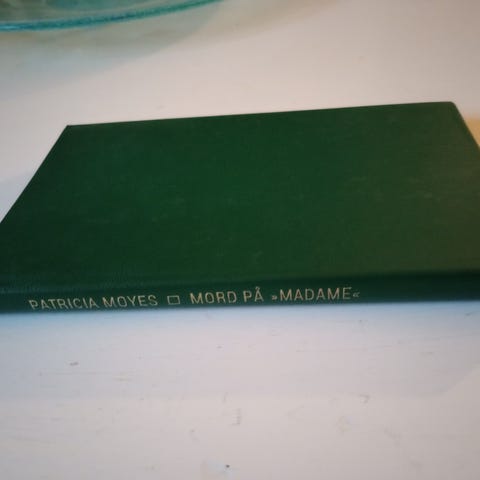 PATRICIA MOYES □ MORD PÅ »MADAME«